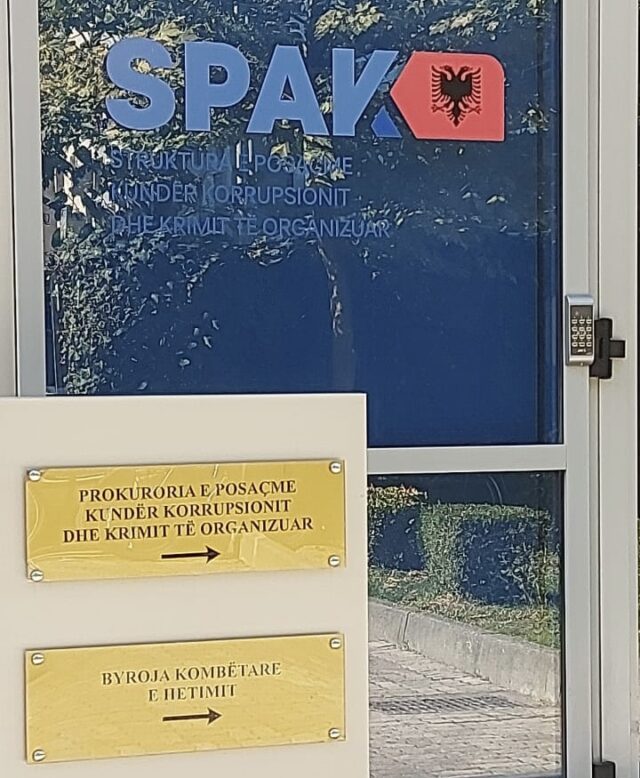 SPAK
STRUKTURA E POSAÇME
KUNDËR KORRUPSIONIT
DHE KRIMIT TË ORGANIZUAR
PROKURORIA E POSAÇME
KUNDËR KORRUPSIONIT
DHE KRIMIT TË ORGANIZUAR
BYROJA KOMBËTARE
E HETIMIT